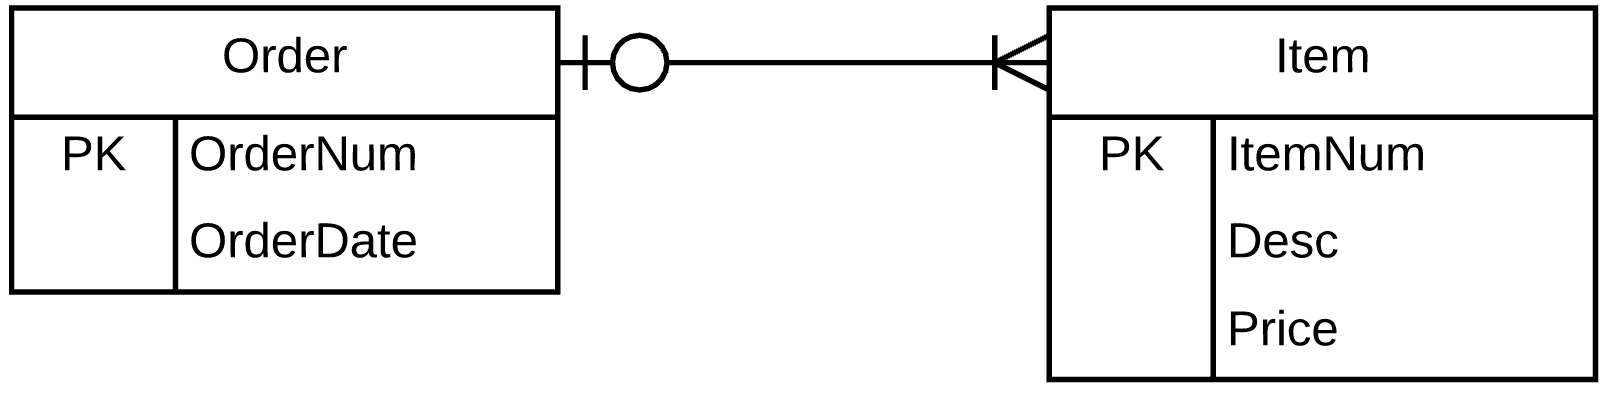 Order
PK OrderNum
OrderDate
Item
PK ItemNum
Desc
Price